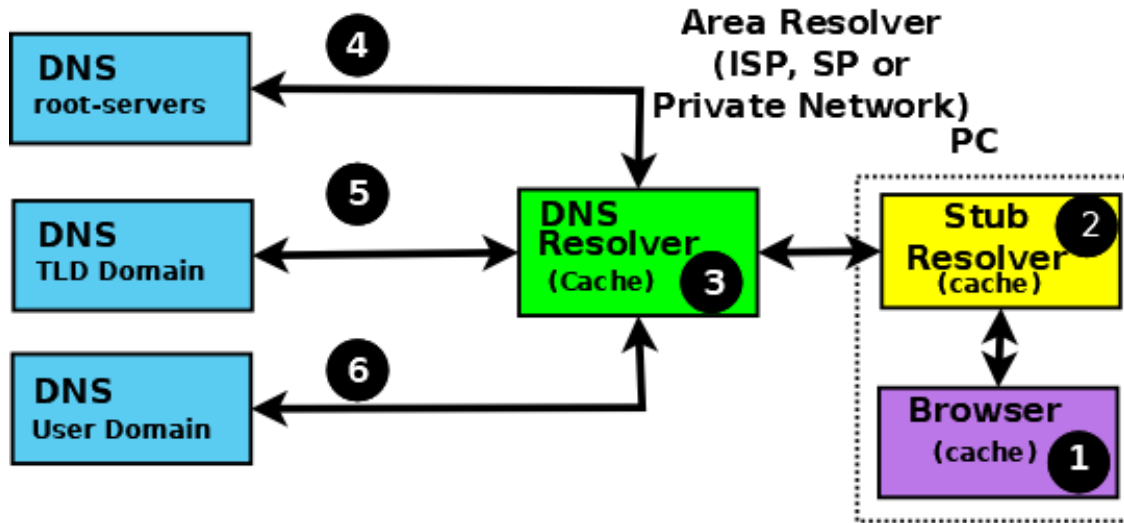 DNS
root-servers
4
Area Resolver
(ISP, SP or
Private Network)
PC
DNS
TLD Domain
5
DNS
Resolver
(Cache)
3
Stub
Resolver
(cache)
2
DNS
User Domain
6
Browser
(cache)
1